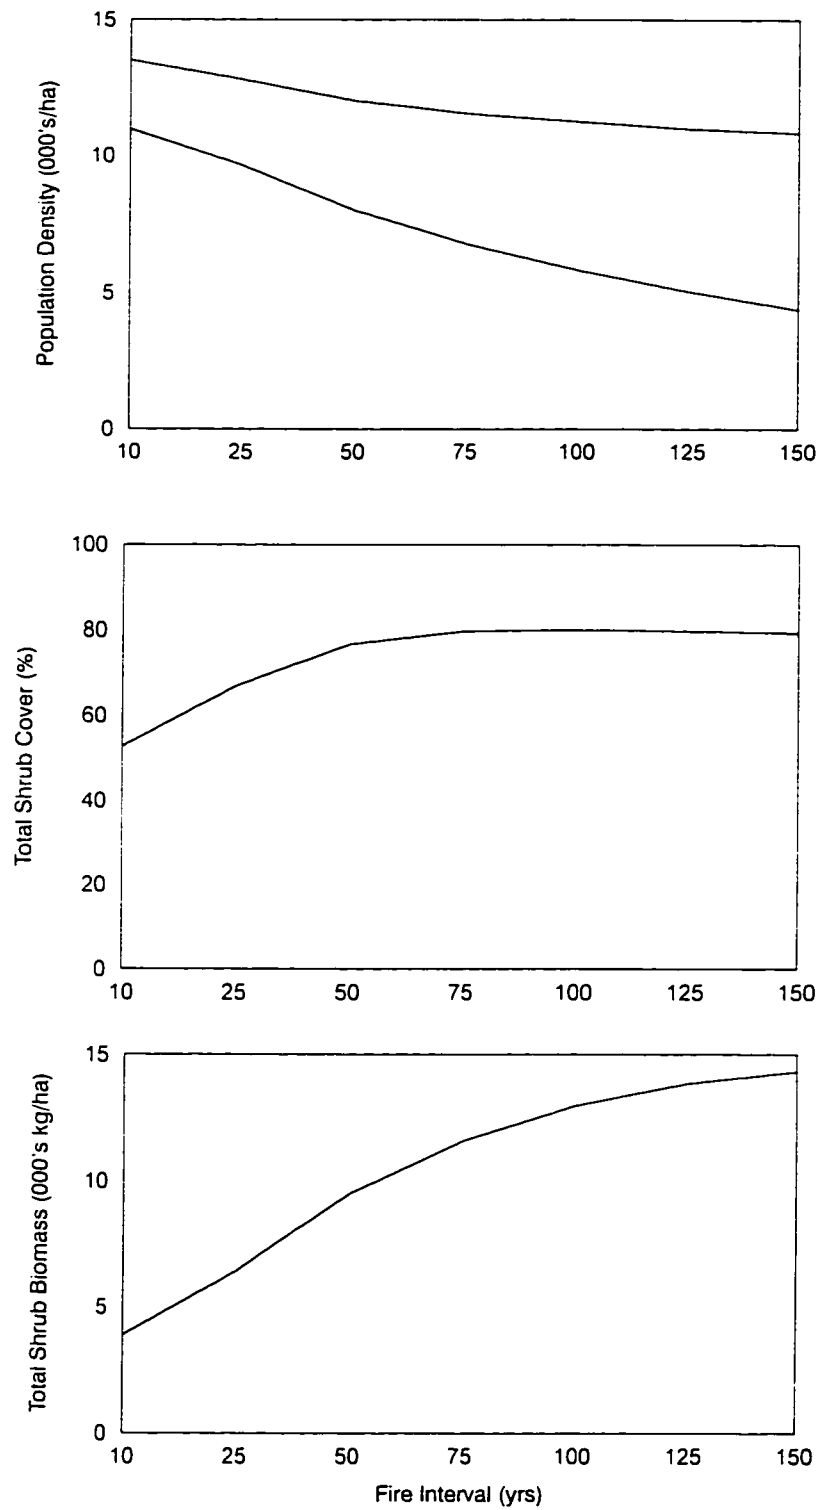 15
10
5
0
Population Density (000's/ha)
10 25 50 75 100 125 150
100
80
60
40
20
0
Total Shrub Cover (%)
10 25 50 75 100 125 150
15
10
5
0
Total Shrub Biomass (000's kg/ha)
10 25 50 75 100 125 150
Fire Interval (yrs)